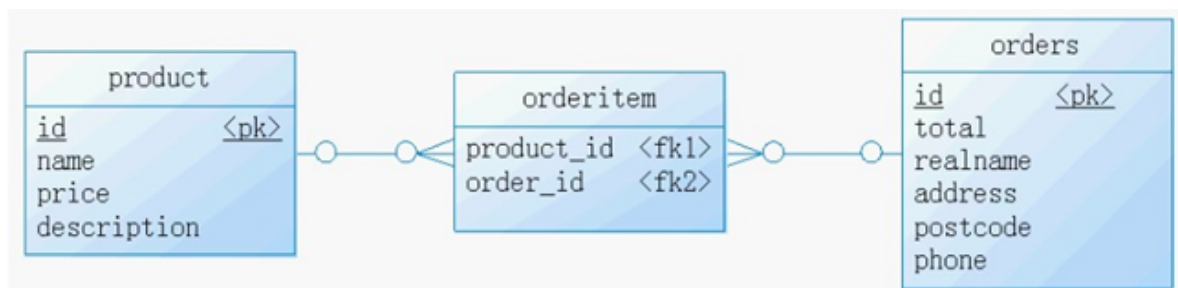 product
id <pk>
name
price
description
orderitem
product_id <fk1>
order_id <fk2>
orders
id <pk>
total
realname
address
postcode
phone